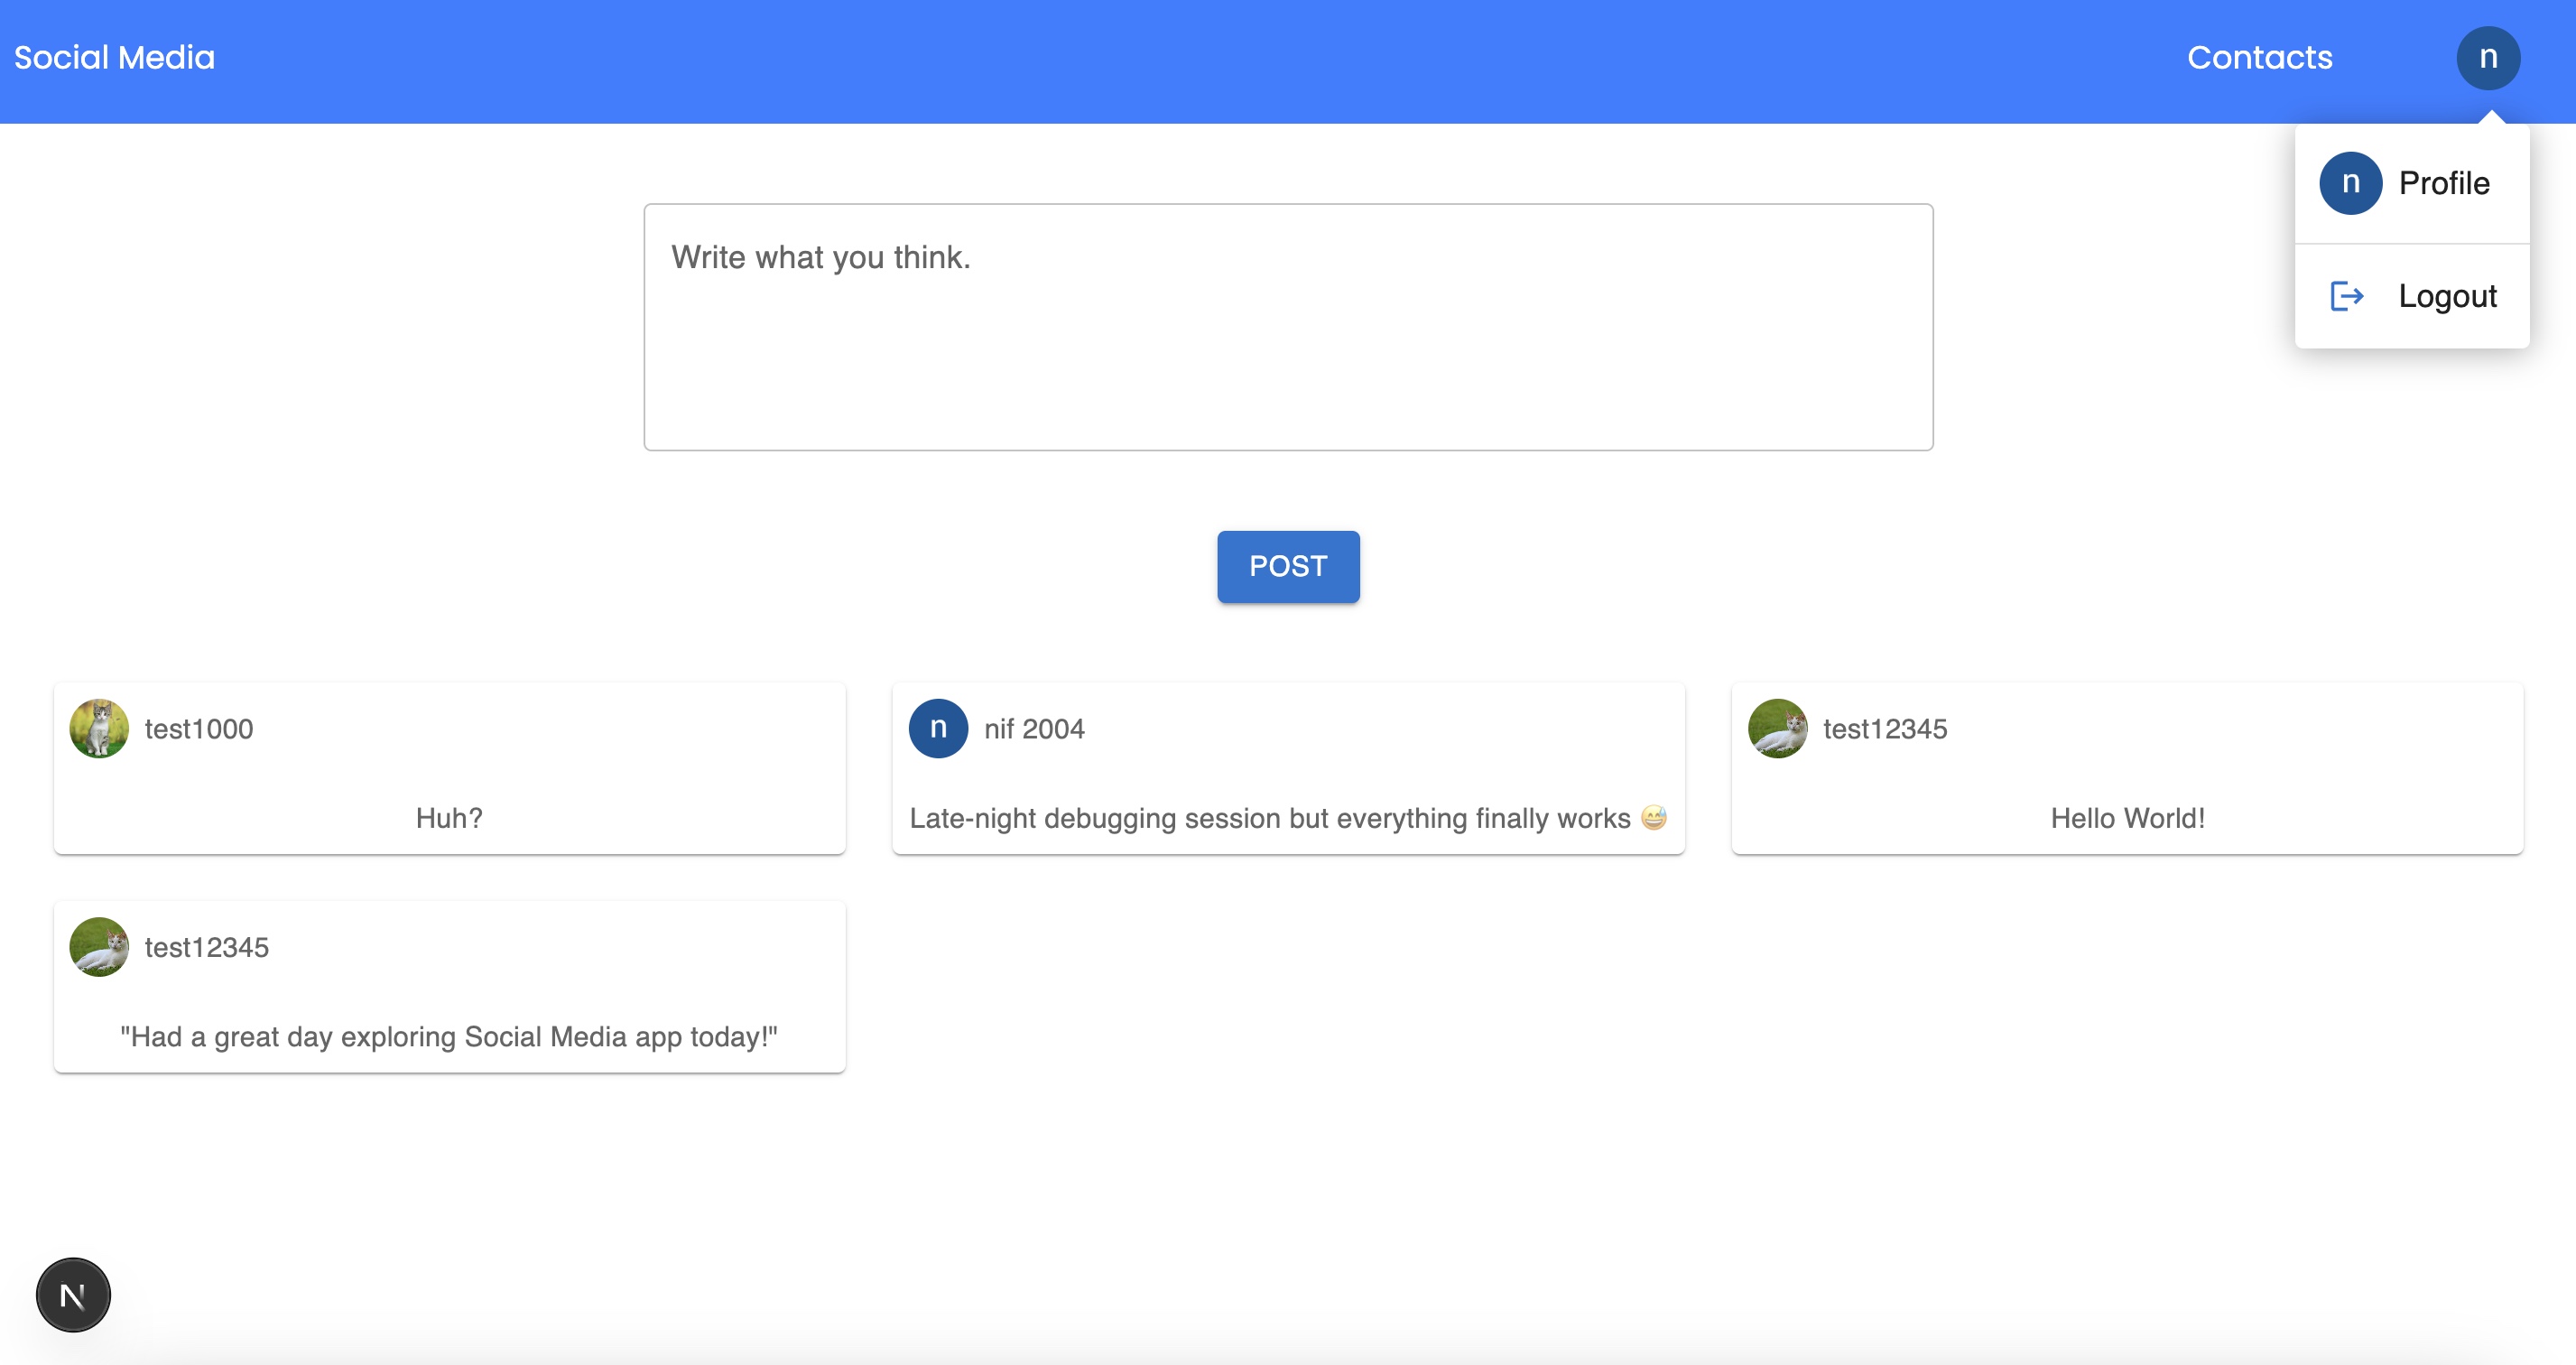 Social Media
Contacts
n
n Profile
Logout
Write what you think.
POST
test1000
Huh?
n nif 2004
Late-night debugging session but everything finally works 😅
test12345
Hello World!
test12345
"Had a great day exploring Social Media app today!"
N